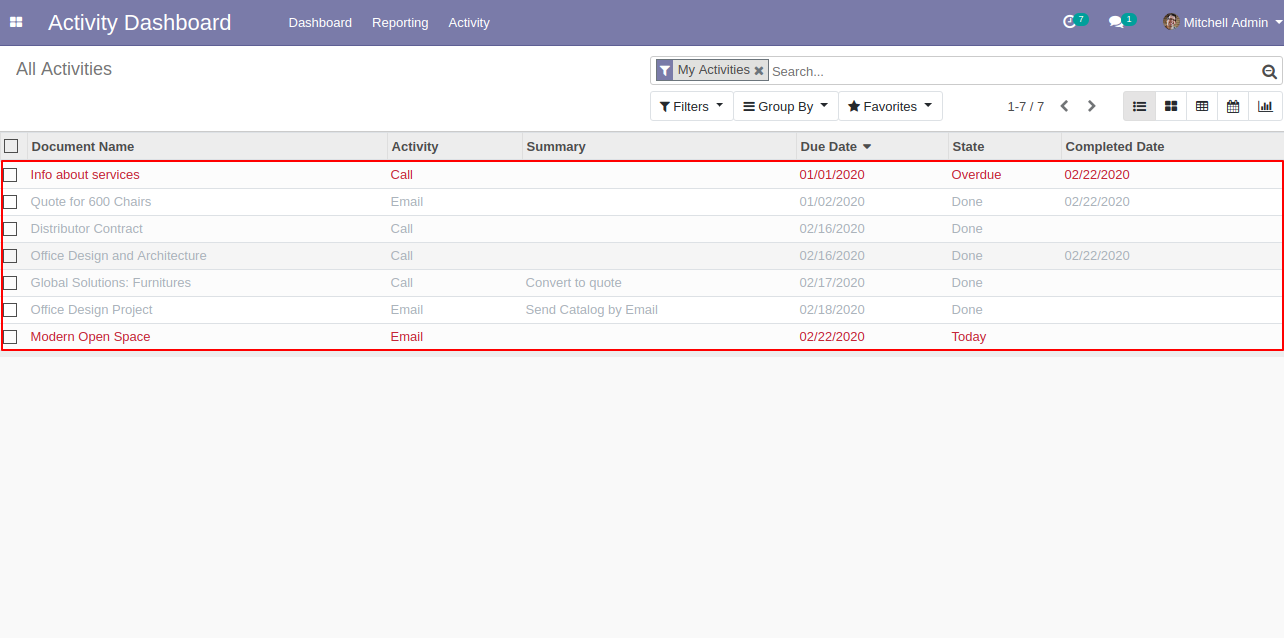 Activity Dashboard Dashboard Reporting Activity 7 1 Mitchell Admin
All Activities My Activities Search...
Filters Group By Favorites 1-7 / 7
Document Name Activity Summary Due Date State Completed Date
Info about services Call 01/01/2020 Overdue 02/22/2020
Quote for 600 Chairs Email 01/02/2020 Done 02/22/2020
Distributor Contract Call 02/16/2020 Done
Office Design and Architecture Call 02/16/2020 Done 02/22/2020
Global Solutions: Furnitures Call Convert to quote 02/17/2020 Done
Office Design Project Email Send Catalog by Email 02/18/2020 Done
Modern Open Space Email 02/22/2020 Today